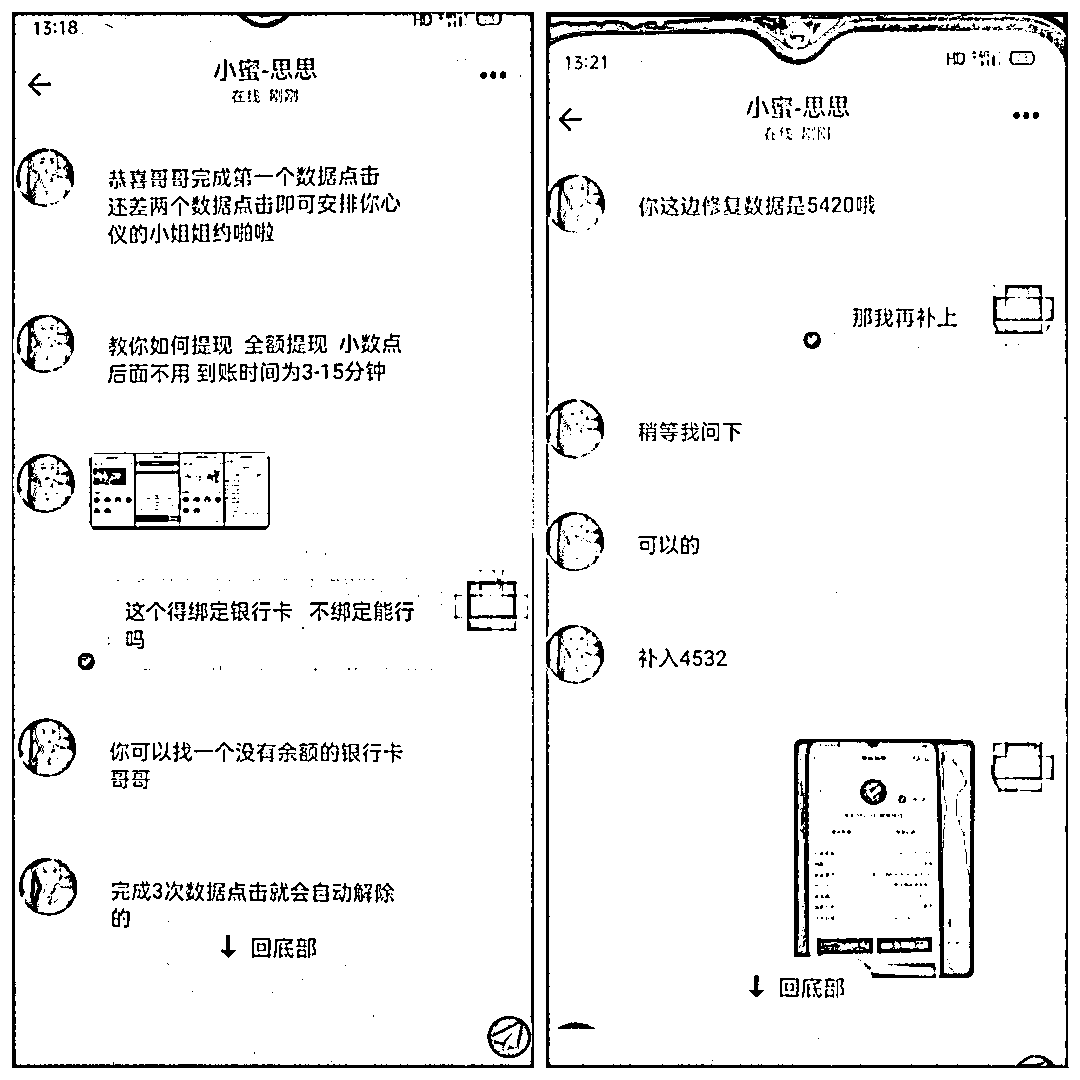 13:18
小蜜-思思
在线 刚刚
恭喜哥哥完成第一个数据点击
还差两个数据点击即可安排你心
仪的小姐姐约啪啦
教你如何提现 全额提现 小数点
后面不用 到账时间为3-15分钟
这个得绑定银行卡 不绑定能行
吗
你可以找一个没有余额的银行卡
哥哥
完成3次数据点击就会自动解除
的
回底部
13:21
HD
小蜜-思思
在线 刚刚
你这边修复数据是5420哦
那我再补上
稍等我问下
可以的
补入4532
回底部